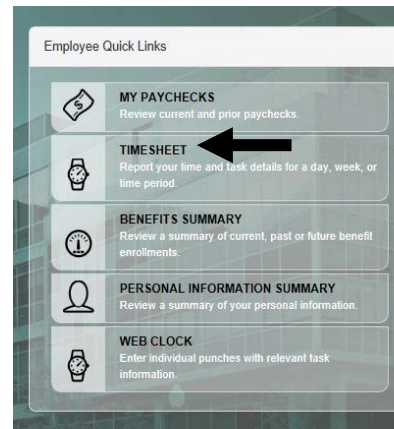 Employee Quick Links
MY PAYCHECKS
Review current and prior paychecks.
TIMESHEET
Report your time and task details for a day, week, or
time period.
BENEFITS SUMMARY
Review a summary of current, past or future benefit
enrollments.
PERSONAL INFORMATION SUMMARY
Review a summary of your personal information.
WEB CLOCK
Enter individual punches with relevant task
information.